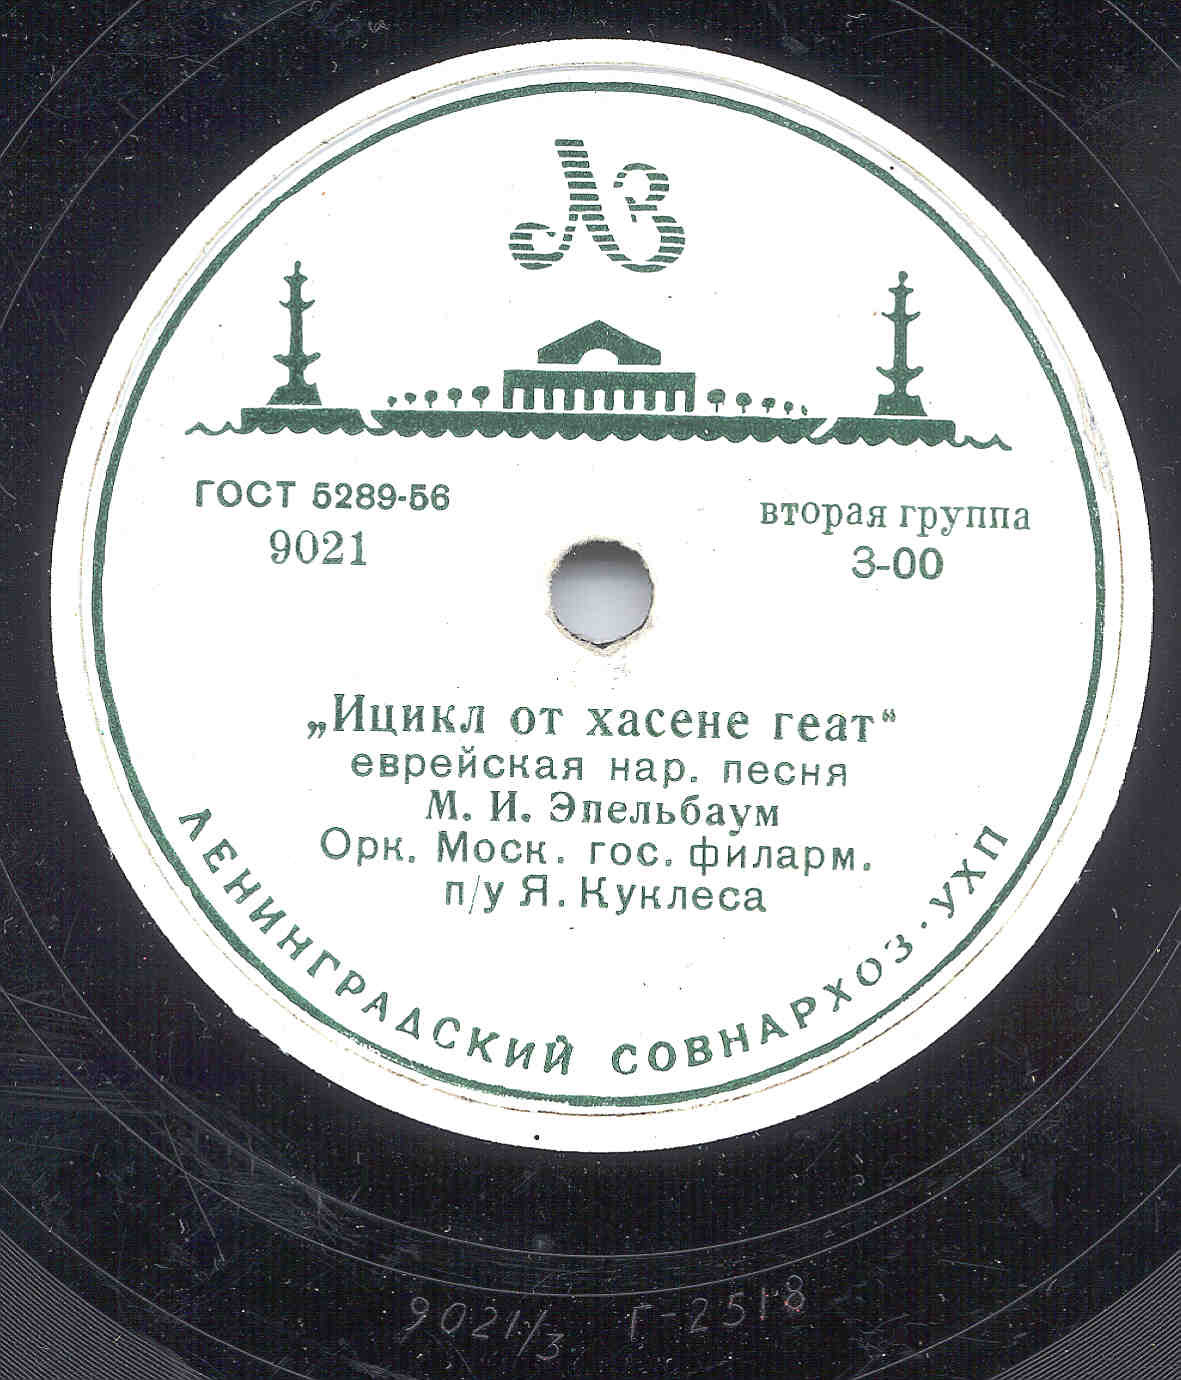 ЛЗ
ГОСТ 5289-56
9021
вторая группа
3-00
„Ицикл от хасене геат“
еврейская нар. песня
М. И. Эпельбаум
Орк. Моск. гос. филарм.
п/у Я. Куклеса
ЛЕНИНГРАДСКИЙ СОВНАРХОЗ · УХП
9021/3 Г-2518